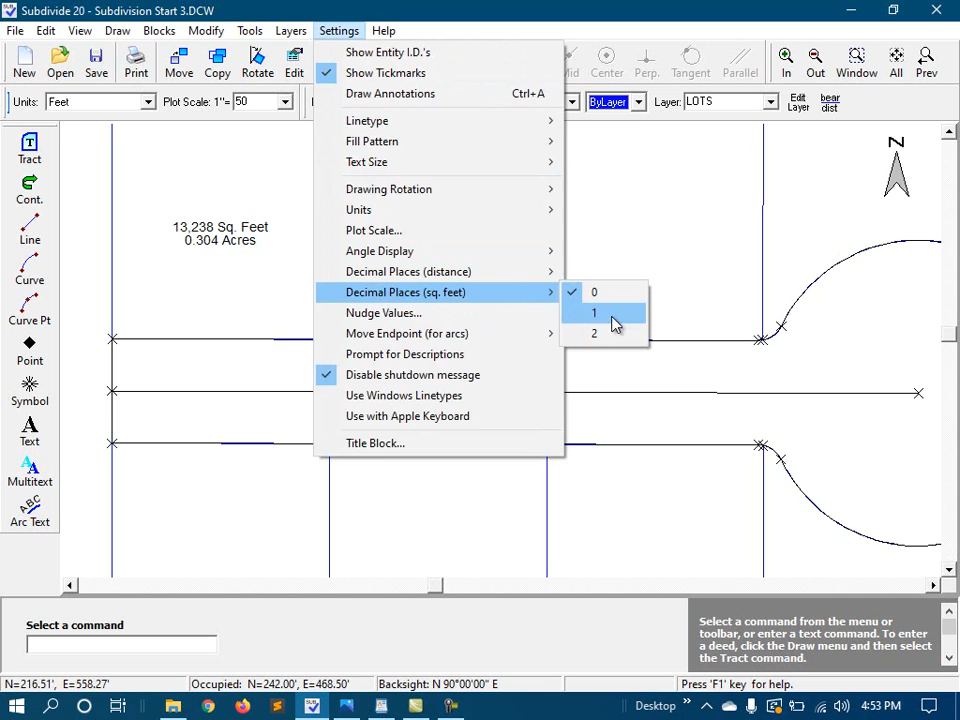 SUB
Subdivide 20 - Subdivision Start 3.DCW
File Edit View Draw Blocks Modify Tools Layers Settings Help
New Open Save Print Move Copy Rotate Edit Mid Center Perp. Tangent Parallel In Out Window All Prev
Units: Feet Plot Scale: 1"= 50 ByLayer Layer: LOTS Edit Layer bear dist
Tract
Cont.
Line
Curve
Curve Pt
Point
Symbol
Text
Multitext
Arc Text
13,238 Sq. Feet
0.304 Acres
N
Show Entity I.D.'s
Show Tickmarks
Draw Annotations Ctrl+A
Linetype
Fill Pattern
Text Size
Drawing Rotation
Units
Plot Scale...
Angle Display
Decimal Places (distance)
Decimal Places (sq. feet)
Nudge Values...
Move Endpoint (for arcs)
Prompt for Descriptions
Disable shutdown message
Use Windows Linetypes
Use with Apple Keyboard
Title Block...
0
1
2
Select a command
Select a command from the menu or
toolbar, or enter a text command. To enter
a deed, click the Draw menu and then select
the Tract command.
N=216.51', E=558.27' Occupied: N=242.00', E=468.50' Backsight: N 90°00'00" E Press 'F1' key for help.
Desktop 4:53 PM